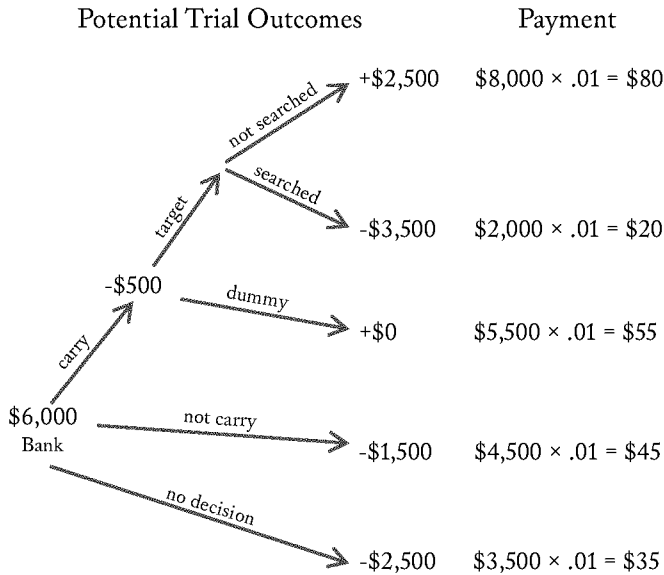 Potential Trial Outcomes Payment
+$2,500 $8,000 × .01 = $80
not searched
searched
target
-$3,500 $2,000 × .01 = $20
-$500
dummy
+$0 $5,500 × .01 = $55
carry
$6,000
Bank
not carry
-$1,500 $4,500 × .01 = $45
no decision
-$2,500 $3,500 × .01 = $35